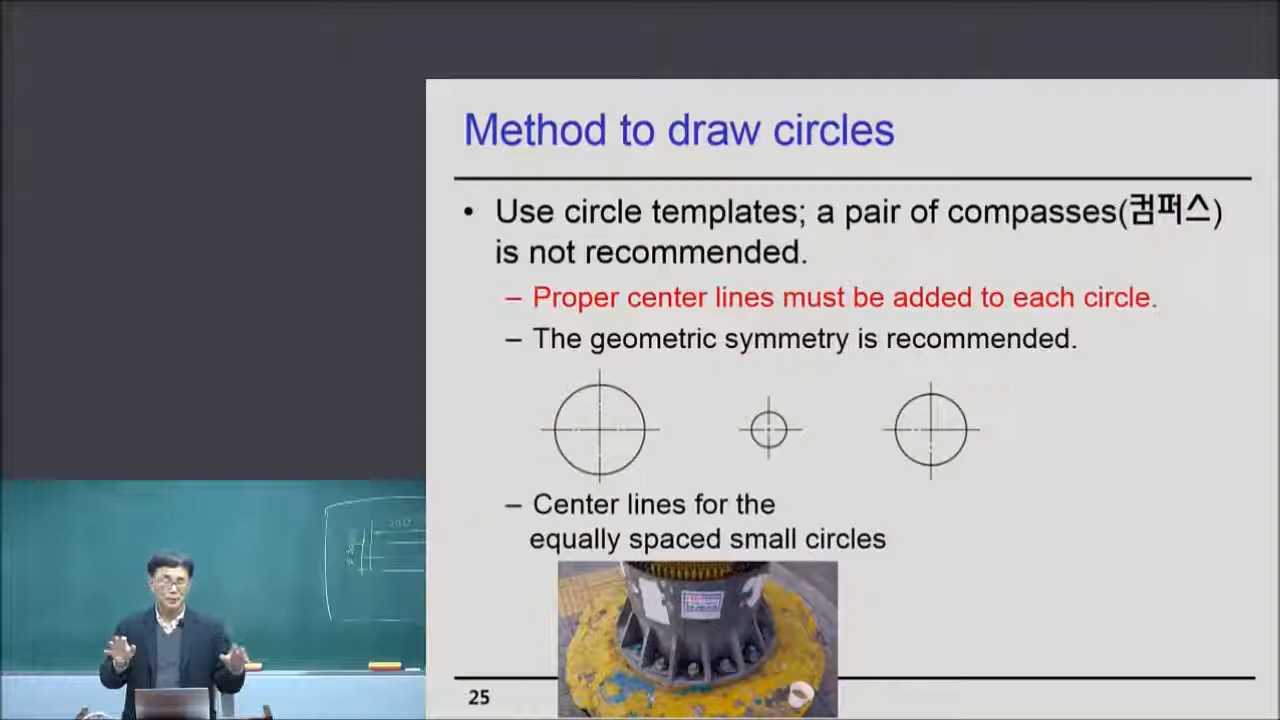 Method to draw circles
• Use circle templates; a pair of compasses(컴퍼스)
is not recommended.
– Proper center lines must be added to each circle.
– The geometric symmetry is recommended.
– Center lines for the
equally spaced small circles
25